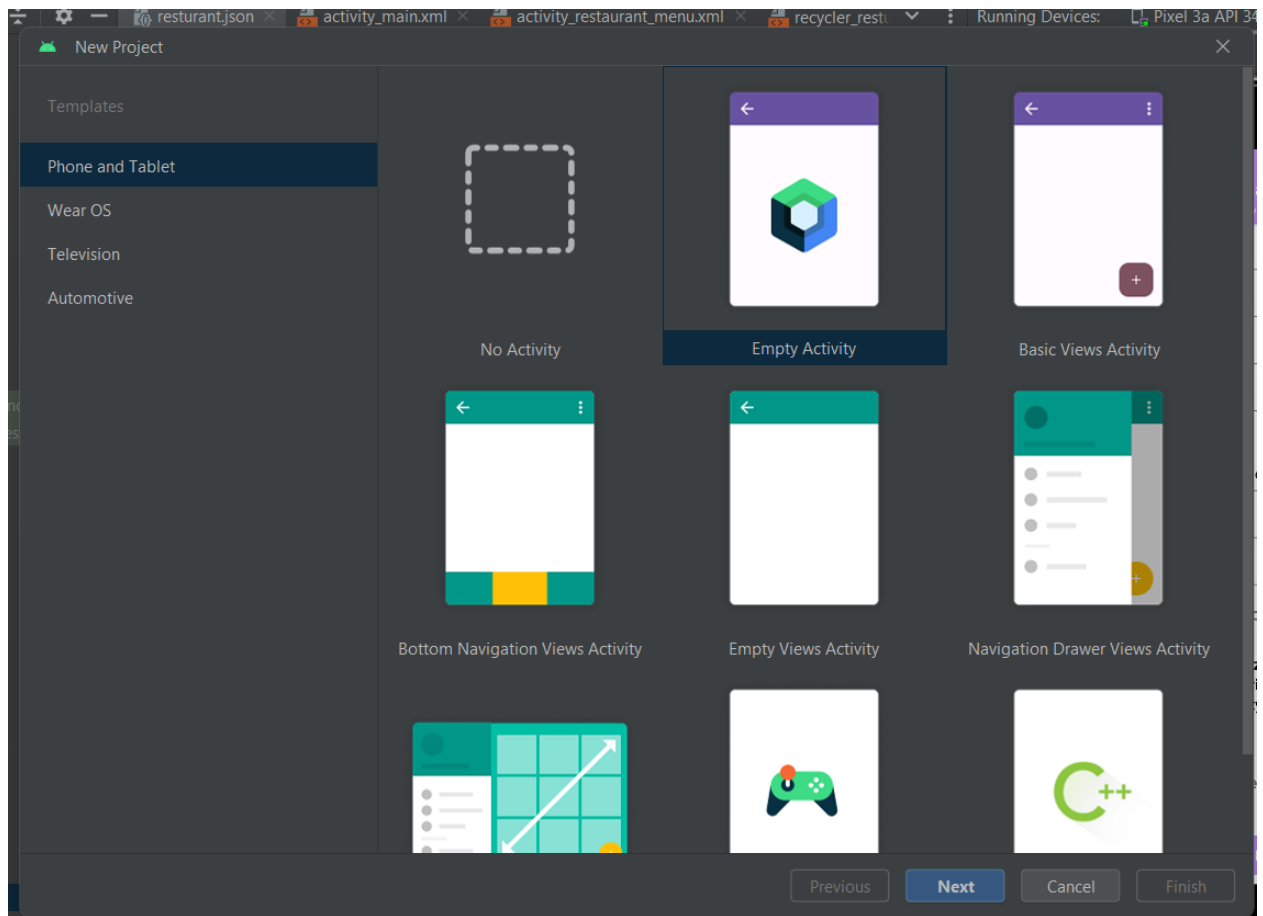 resturant.json activity_main.xml activity_restaurant_menu.xml Running Devices: Pixel 3a API 34
New Project
Templates
Phone and Tablet
Wear OS
Television
Automotive
No Activity
Empty Activity
Basic Views Activity
Bottom Navigation Views Activity
Empty Views Activity
Navigation Drawer Views Activity
C++
Previous
Next
Cancel
Finish